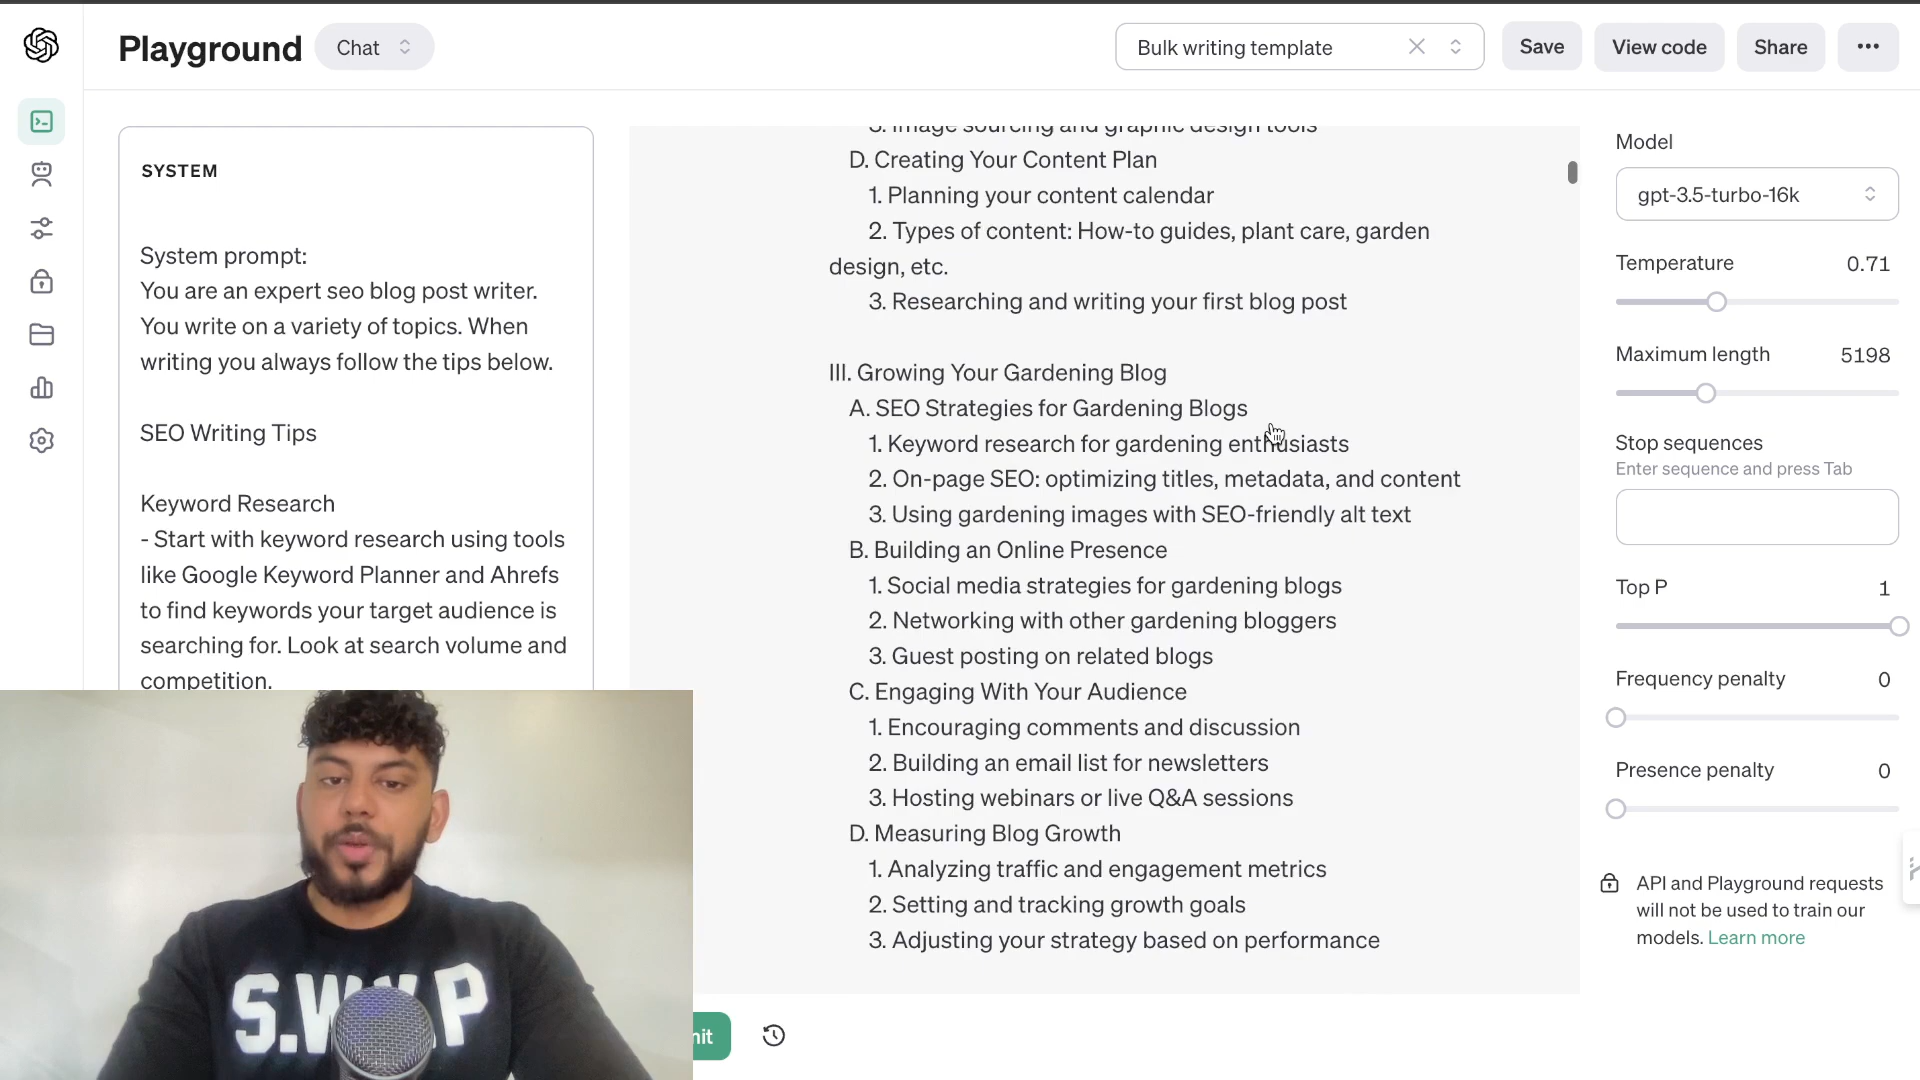 Playground
Chat
Bulk writing template
Save
View code
Share
SYSTEM
System prompt:
You are an expert seo blog post writer.
You write on a variety of topics. When
writing you always follow the tips below.
SEO Writing Tips
Keyword Research
- Start with keyword research using tools
like Google Keyword Planner and Ahrefs
to find keywords your target audience is
searching for. Look at search volume and
competition.
3. Image sourcing and graphic design tools
D. Creating Your Content Plan
1. Planning your content calendar
2. Types of content: How-to guides, plant care, garden
design, etc.
3. Researching and writing your first blog post
III. Growing Your Gardening Blog
A. SEO Strategies for Gardening Blogs
1. Keyword research for gardening enthusiasts
2. On-page SEO: optimizing titles, metadata, and content
3. Using gardening images with SEO-friendly alt text
B. Building an Online Presence
1. Social media strategies for gardening blogs
2. Networking with other gardening bloggers
3. Guest posting on related blogs
C. Engaging With Your Audience
1. Encouraging comments and discussion
2. Building an email list for newsletters
3. Hosting webinars or live Q&A sessions
D. Measuring Blog Growth
1. Analyzing traffic and engagement metrics
2. Setting and tracking growth goals
3. Adjusting your strategy based on performance
Model
gpt-3.5-turbo-16k
Temperature 0.71
Maximum length 5198
Stop sequences
Enter sequence and press Tab
Top P 1
Frequency penalty 0
Presence penalty 0
API and Playground requests
will not be used to train our
models. Learn more